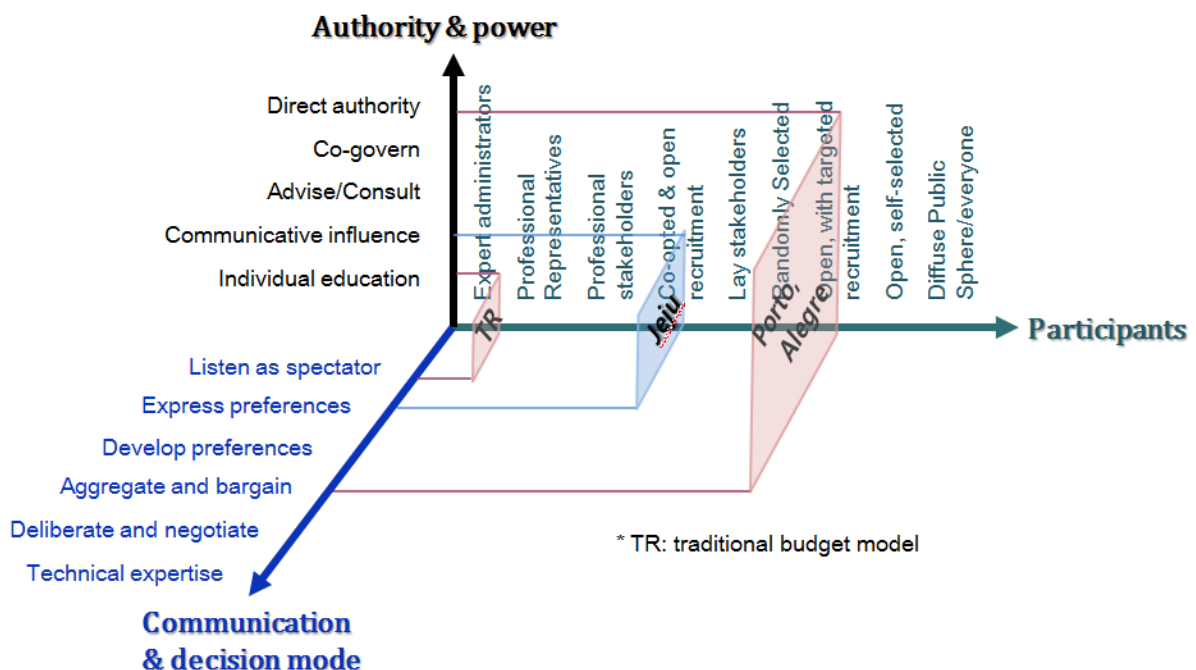 Authority & power
Direct authority
Co-govern
Advise/Consult
Communicative influence
Individual education
Expert administrators
Professional
Representatives
Professional
stakeholders
Co-opted & open
recruitment
Lay stakeholders
Randomly Selected
Open, with targeted
recruitment
Open, self-selected
Diffuse Public
Sphere/everyone
TR
Jeju
Porto,
Alegre
Participants
Listen as spectator
Express preferences
Develop preferences
Aggregate and bargain
Deliberate and negotiate
Technical expertise
* TR: traditional budget model
Communication
& decision mode